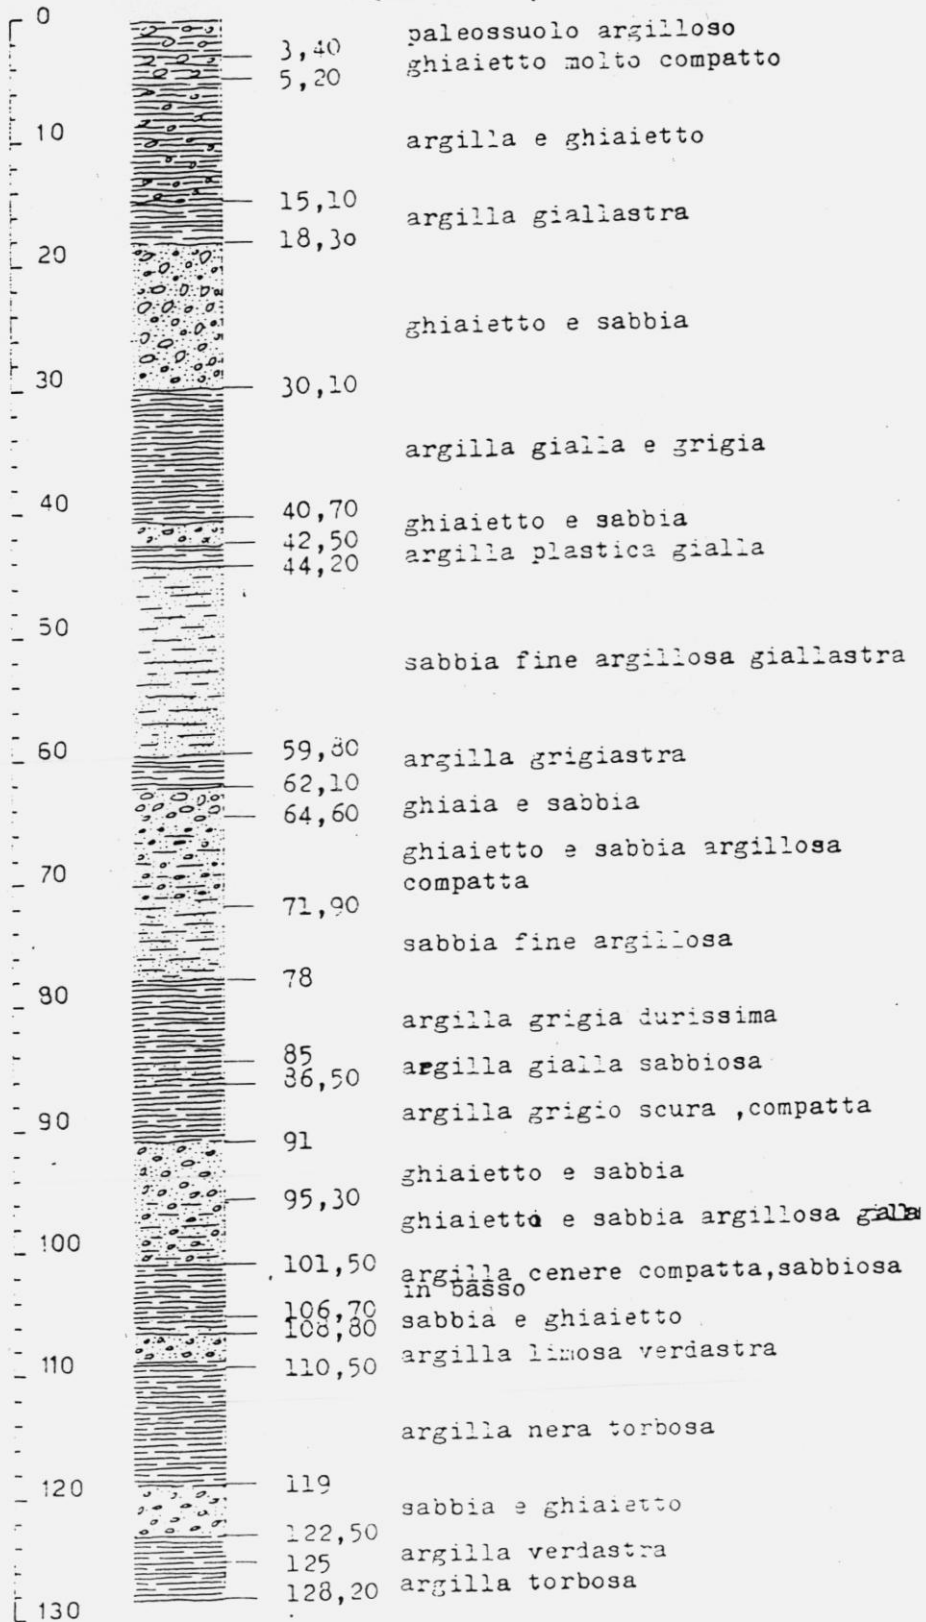 0
paleossuolo argilloso
3,40
ghiaietto molto compatto
5,20
10
argilla e ghiaietto
15,10
argilla giallastra
18,30
20
ghiaietto e sabbia
30
30,10
argilla gialla e grigia
40
40,70
ghiaietto e sabbia
42,50
argilla plastica gialla
44,20
50
sabbia fine argillosa giallastra
60
59,80
argilla grigiastra
62,10
ghiaia e sabbia
64,60
ghiaietto e sabbia argillosa
70
compatta
71,90
sabbia fine argillosa
78
80
argilla grigia durissima
85
argilla gialla sabbiosa
86,50
argilla grigio scura ,compatta
90
91
ghiaietto e sabbia
95,30
ghiaietto e sabbia argillosa gialla
100
101,50
argilla cenere compatta,sabbiosa
in basso
106,70
sabbia e ghiaietto
108,80
argilla limosa verdastra
110
110,50
argilla nera torbosa
119
120
sabbia e ghiaietto
122,50
argilla verdastra
125
argilla torbosa
128,20
130